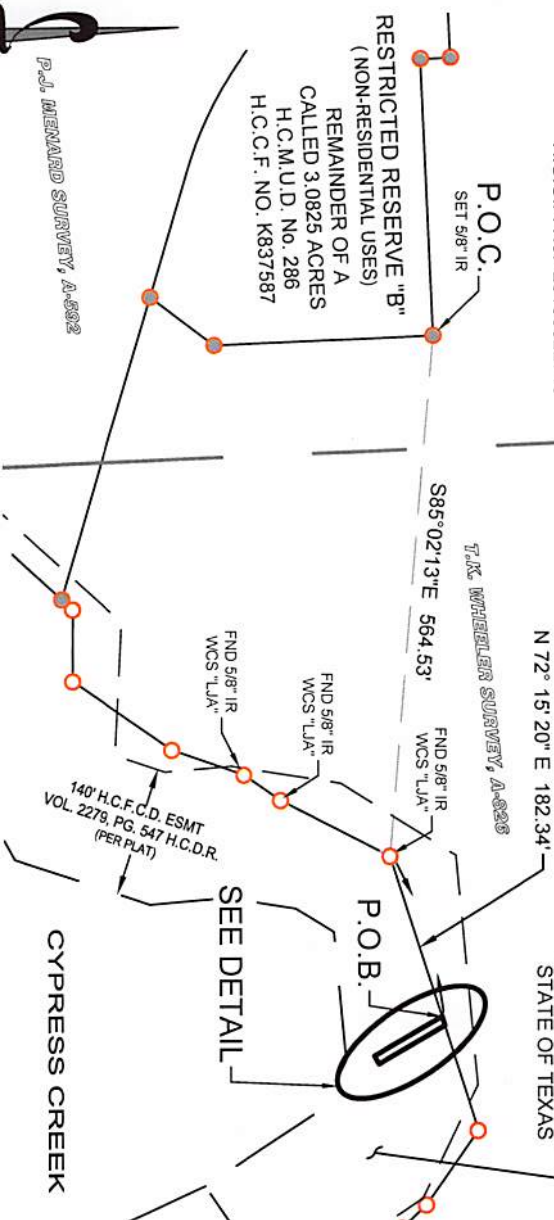 P.O.C.
SET 5/8" IR
RESTRICTED RESERVE "B"
(NON-RESIDENTIAL USES)
REMAINDER OF A
CALLED 3.0825 ACRES
H.C.M.U.D. No. 286
H.C.C.F. NO. K837587
P.J. MENARD SURVEY, A-592
N 72° 15' 20" E 182.34'
STATE OF TEXAS
T.K. WHEELER SURVEY, A-826
S85°02'13"E 564.53'
FND 5/8" IR
WCS "LJA"
FND 5/8" IR
WCS "LJA"
FND 5/8" IR
WCS "LJA"
P.O.B.
SEE DETAIL
140' H.C.F.C.D. ESMT
VOL. 2279, PG. 547 H.C.D.R.
(PER PLAT)
CYPRESS CREEK